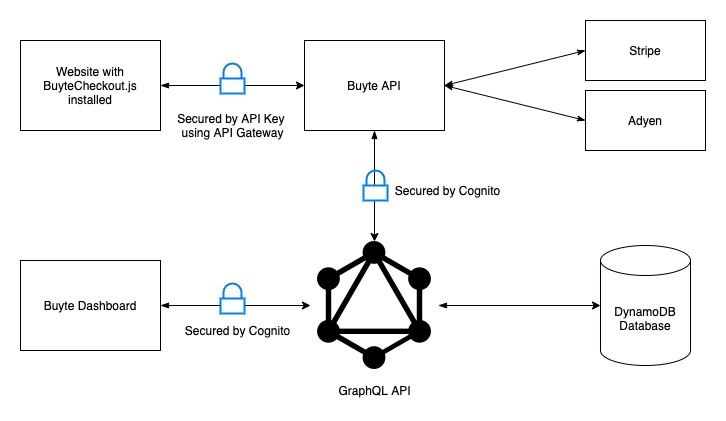 Website with
BuyteCheckout.js
installed
Secured by API Key
using API Gateway
Buyte API
Stripe
Adyen
Secured by Cognito
Buyte Dashboard
Secured by Cognito
GraphQL API
DynamoDB
Database